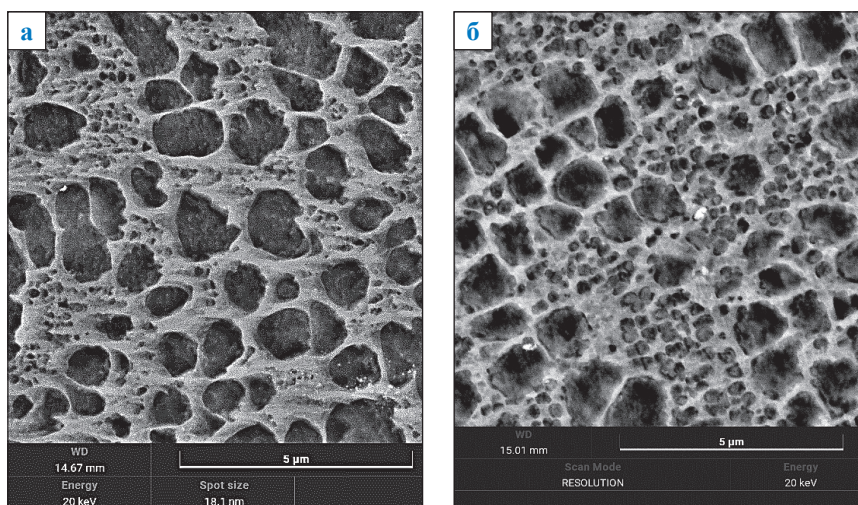 а
WD
14.67 mm
5 µm
Energy
20 keV
Spot size
18.1 nm
б
WD
15.01 mm
5 µm
Scan Mode
RESOLUTION
Energy
20 keV